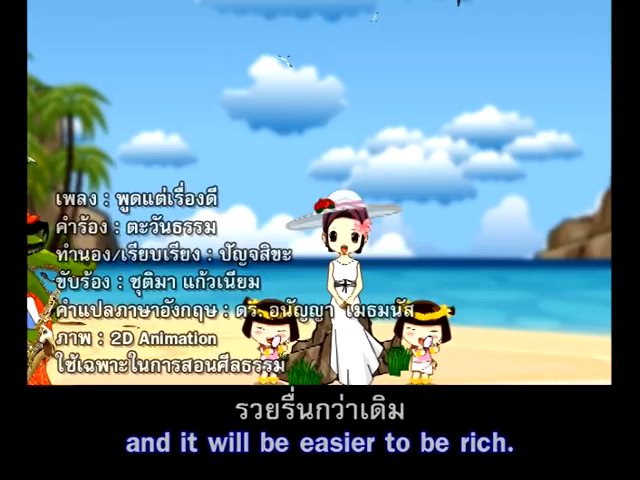 เพลง : พูดแต่เรื่องดี
คำร้อง : ตะวันธรรม
ทำนอง/เรียบเรียง : ปัญจสิขะ
ขับร้อง : ชุติมา แก้วเนียม
คำแปลภาษาอังกฤษ : ดร. อนัญญา เมธมนัส
ภาพ : 2D Animation
ใช้เฉพาะในการสอนศีลธรรม
รวยรื่นกว่าเดิม
and it will be easier to be rich.